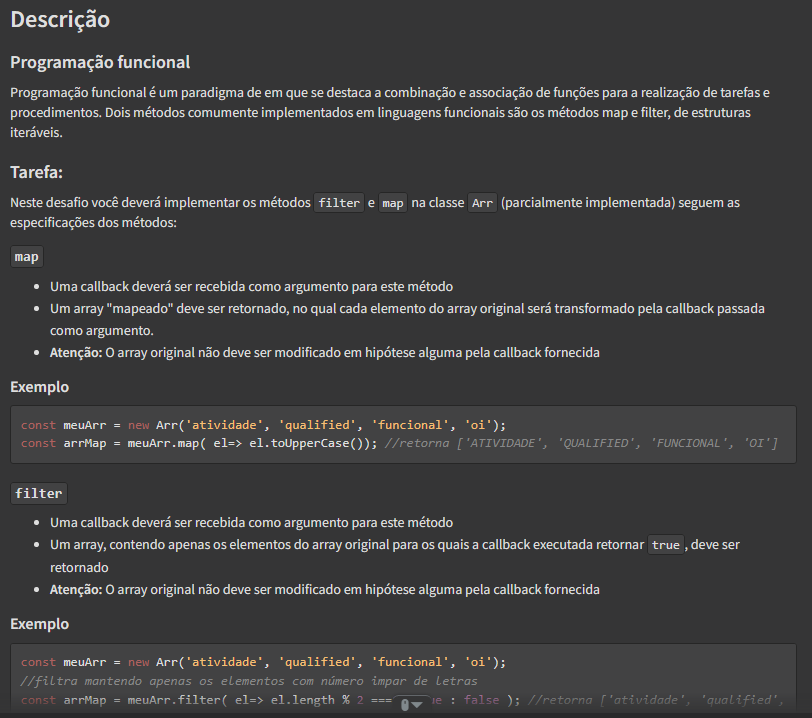 Descrição
Programação funcional
Programação funcional é um paradigma de em que se destaca a combinação e associação de funções para a realização de tarefas e
procedimentos. Dois métodos comumente implementados em linguagens funcionais são os métodos map e filter, de estruturas
iteráveis.
Tarefa:
Neste desafio você deverá implementar os métodos filter e map na classe Arr (parcialmente implementada) seguem as
especificações dos métodos:
map
• Uma callback deverá ser recebida como argumento para este método
• Um array "mapeado" deve ser retornado, no qual cada elemento do array original será transformado pela callback passada
como argumento.
• Atenção: O array original não deve ser modificado em hipótese alguma pela callback fornecida
Exemplo
const meuArr = new Arr('atividade', 'qualified', 'funcional', 'oi');
const arrMap = meuArr.map( el=> el.toUpperCase()); //retorna ['ATIVIDADE', 'QUALIFIED', 'FUNCIONAL', 'OI']
filter
• Uma callback deverá ser recebida como argumento para este método
• Um array, contendo apenas os elementos do array original para os quais a callback executada retornar true, deve ser
retornado
• Atenção: O array original não deve ser modificado em hipótese alguma pela callback fornecida
Exemplo
const meuArr = new Arr('atividade', 'qualified', 'funcional', 'oi');
//filtra mantendo apenas os elementos com número impar de letras
const arrMap = meuArr.filter( el=> el.length % 2 === : false ); //retorna ['atividade', 'qualified',